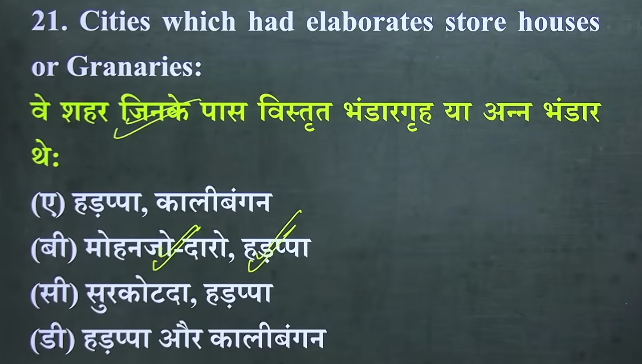 21. Cities which had elaborates store houses
or Granaries:
वे शहर जिनके पास विस्तृत भंडारगृह या अन्न भंडार
थे:
(ए) हड़प्पा, कालीबंगन
(बी) मोहनजो-दारो, हड़प्पा
(सी) सुरकोटदा, हड़प्पा
(डी) हड़प्पा और कालीबंगन